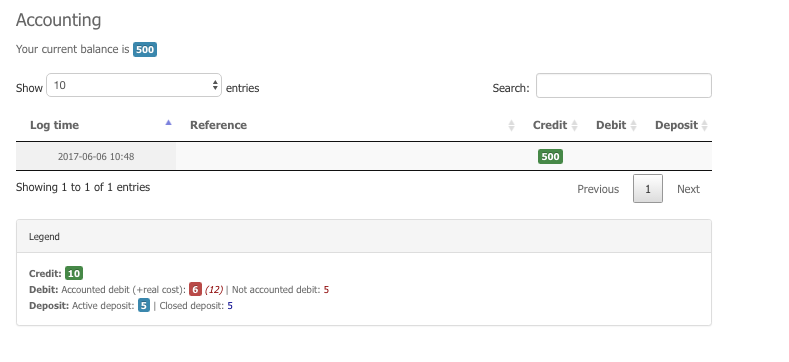 Accounting
Your current balance is 500
Show 10 entries Search:
Log time Reference Credit Debit Deposit
2017-06-06 10:48 500
Showing 1 to 1 of 1 entries Previous 1 Next
Legend
Credit: 10
Debit: Accounted debit (+real cost): 6 (12) | Not accounted debit: 5
Deposit: Active deposit: 5 | Closed deposit: 5